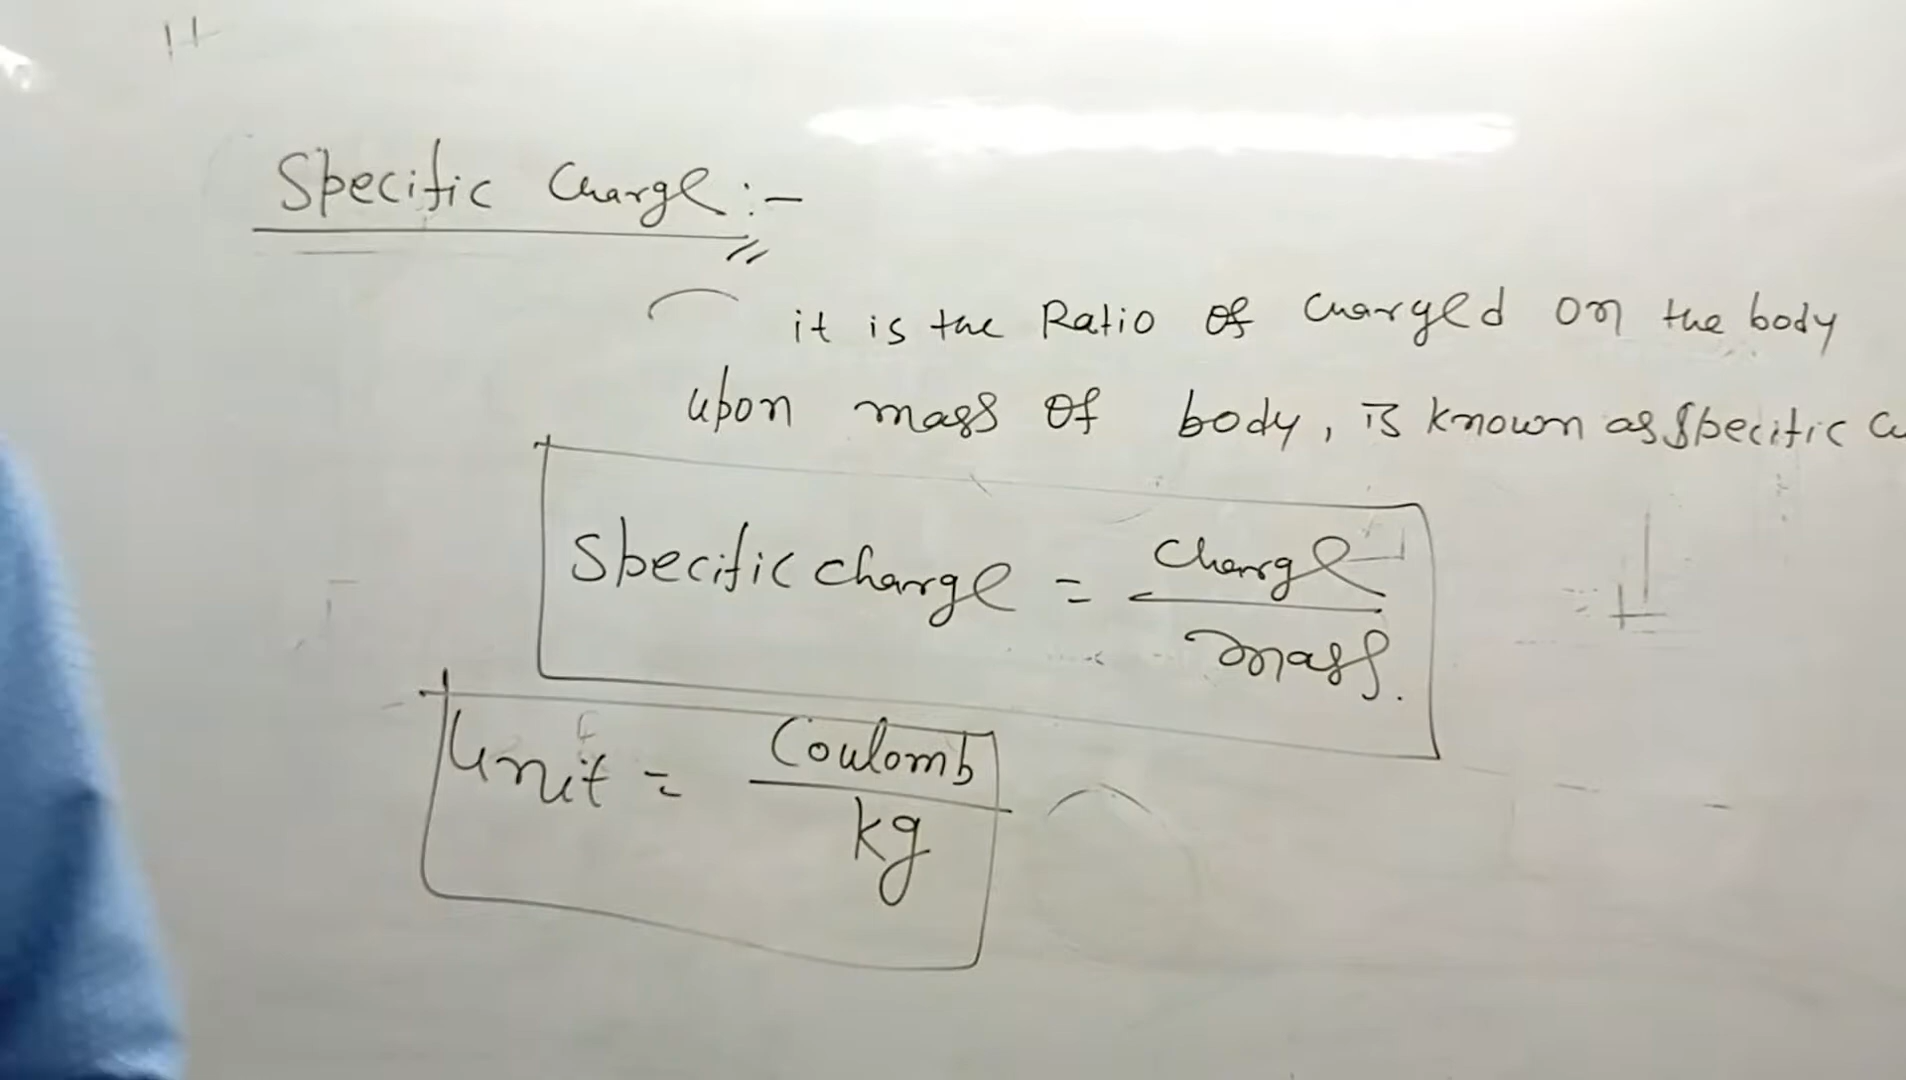 Specific Charge :-
it is the Ratio of charged on the body
upon mass of body, is known as specific
Specific charge = charge / mass.
Unit = Coulomb / kg